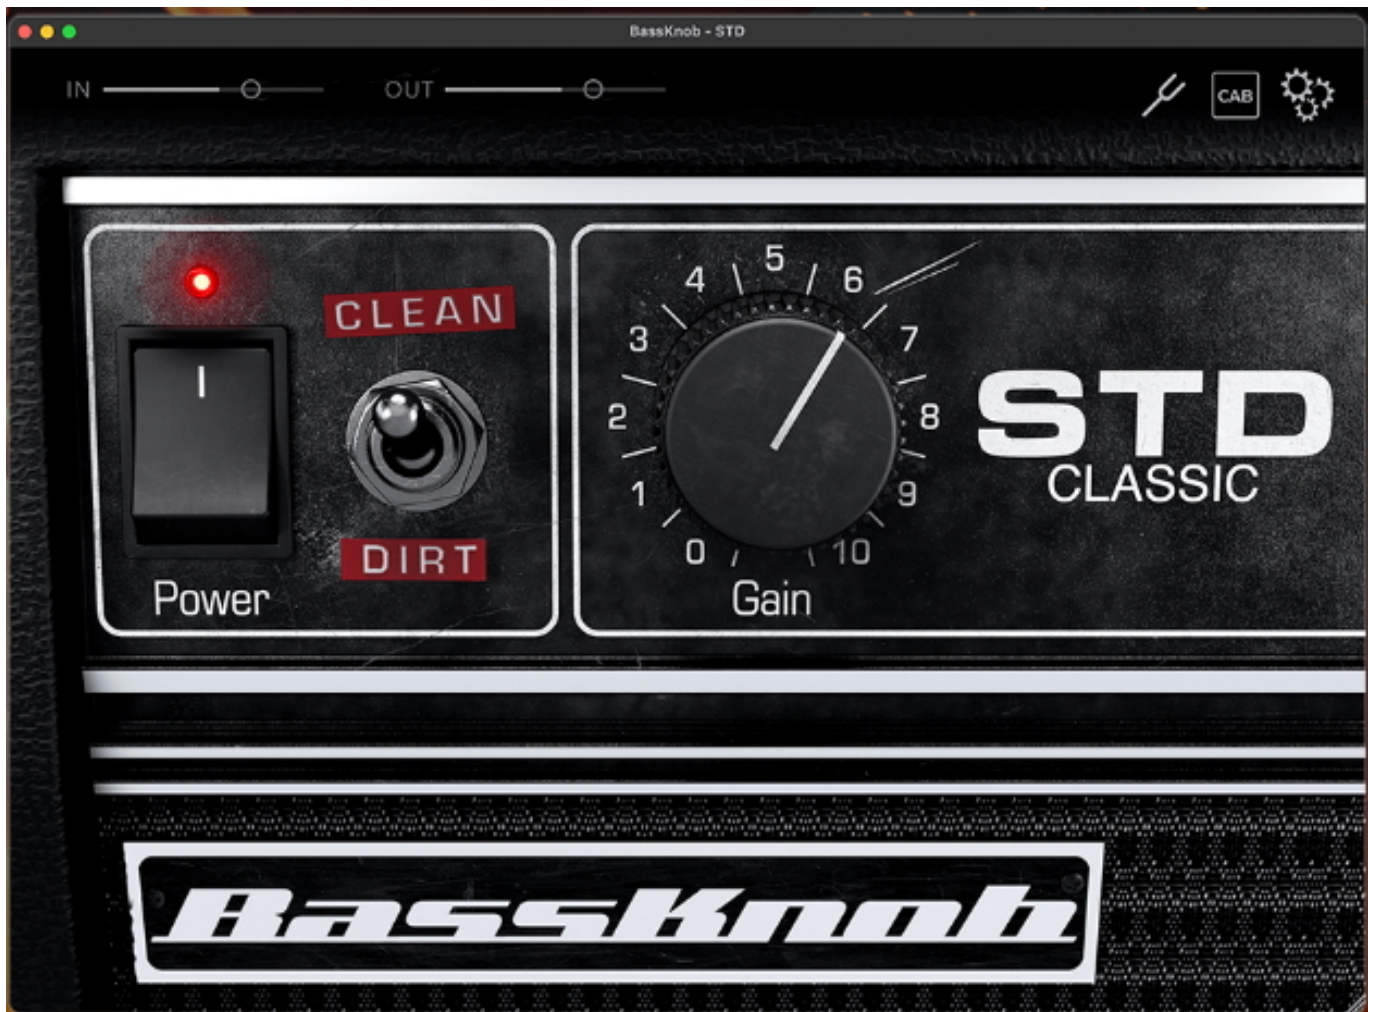 BassKnob - STD
IN
OUT
CAB
CLEAN
DIRT
Power
0
1
2
3
4
5
6
7
8
9
10
Gain
STD
CLASSIC
BassKnob